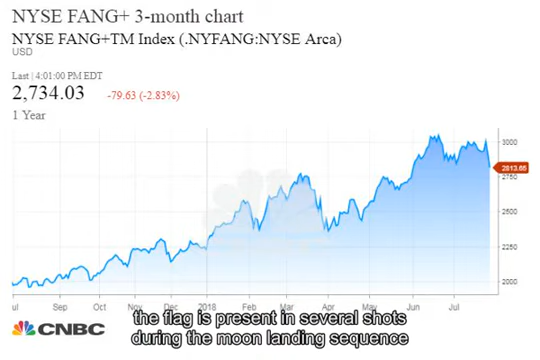 NYSE FANG+ 3-month chart
NYSE FANG+TM Index (.NYFANG:NYSE Arca)
USD
Last | 4:01:00 PM EDT
2,734.03 -79.63 (-2.83%)
1 Year
3000
2813.65
2750
2500
2250
2000
ul Sep Oct Nov Dec 2018 Feb Mar Apr May Jun Jul
CNBC
the flag is present in several shots
during the moon landing sequence